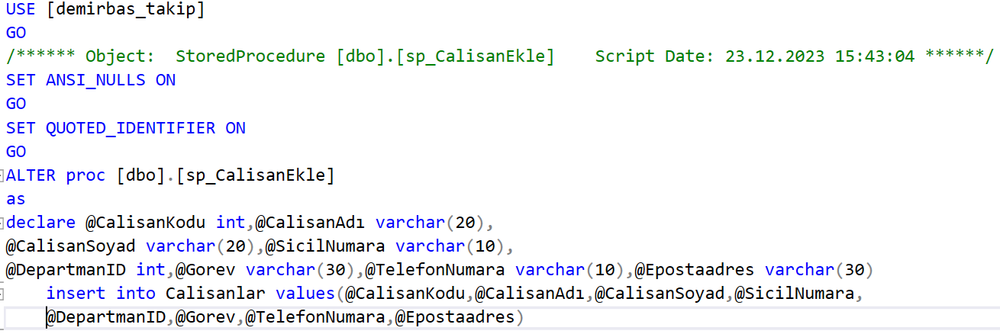 USE [demirbas_takip]
GO
/****** Object:  StoredProcedure [dbo].[sp_CalisanEkle]    Script Date: 23.12.2023 15:43:04 ******/
SET ANSI_NULLS ON
GO
SET QUOTED_IDENTIFIER ON
GO
ALTER proc [dbo].[sp_CalisanEkle]
as
declare @CalisanKodu int,@CalisanAdı varchar(20),
@CalisanSoyad varchar(20),@SicilNumara varchar(10),
@DepartmanID int,@Gorev varchar(30),@TelefonNumara varchar(10),@Epostaadres varchar(30)
    insert into Calisanlar values(@CalisanKodu,@CalisanAdı,@CalisanSoyad,@SicilNumara,
    @DepartmanID,@Gorev,@TelefonNumara,@Epostaadres)